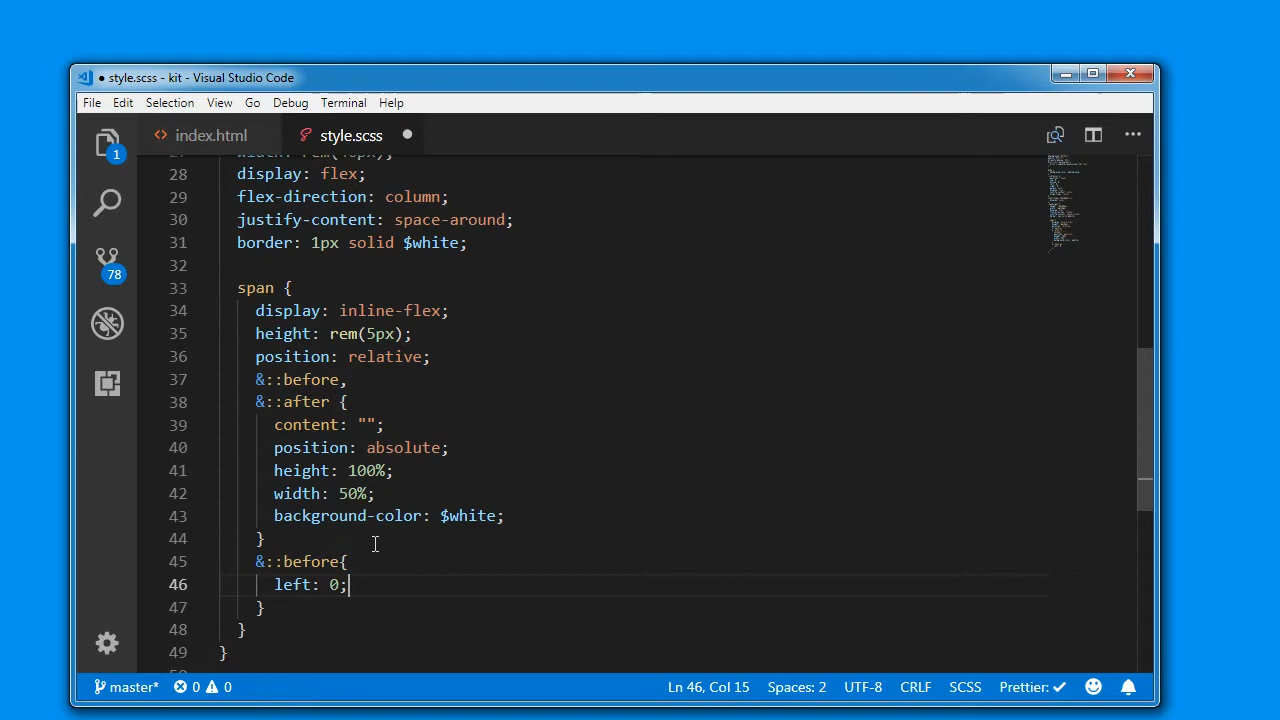 ● style.scss - kit - Visual Studio Code
File Edit Selection View Go Debug Terminal Help
index.html style.scss
1
78
28 display: flex;
29 flex-direction: column;
30 justify-content: space-around;
31 border: 1px solid $white;
32
33 span {
34 display: inline-flex;
35 height: rem(5px);
36 position: relative;
37 &::before,
38 &::after {
39 content: "";
40 position: absolute;
41 height: 100%;
42 width: 50%;
43 background-color: $white;
44 }
45 &::before{
46 left: 0;
47 }
48 }
49 }
master* 0 0 Ln 46, Col 15 Spaces: 2 UTF-8 CRLF SCSS Prettier: ✓